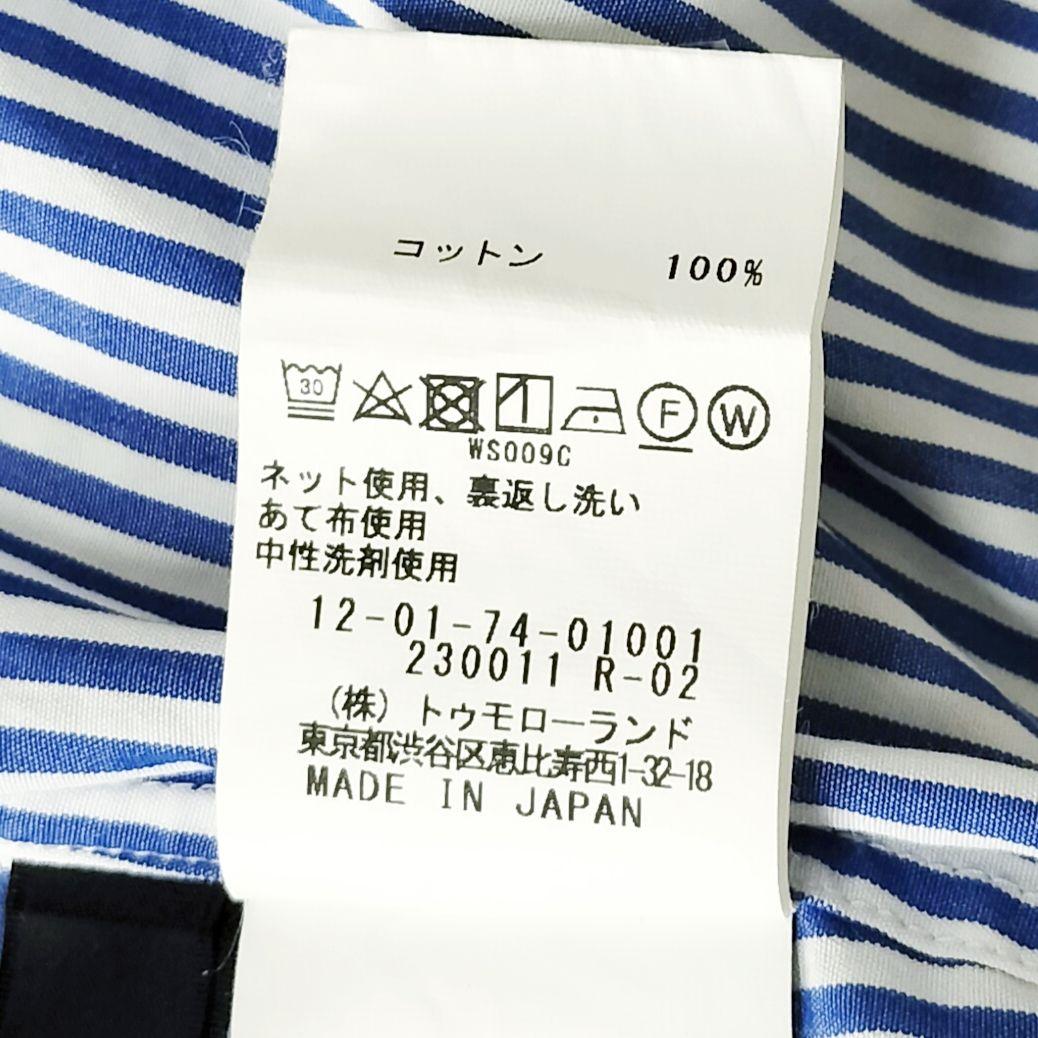 コットン 100%
30
F W
WS009C
ネット使用、裏返し洗い
あて布使用
中性洗剤使用
12-01-74-01001
230011 R-02
(株)トゥモローランド
東京都渋谷区恵比寿西1-32-18
MADE IN JAPAN